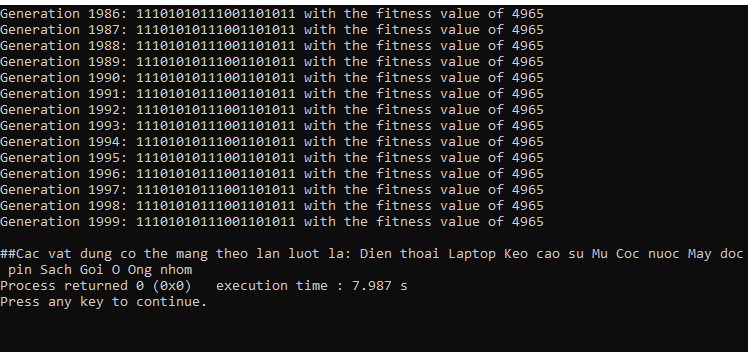 Generation 1986: 11101010111001101011 with the fitness value of 4965
Generation 1987: 11101010111001101011 with the fitness value of 4965
Generation 1988: 11101010111001101011 with the fitness value of 4965
Generation 1989: 11101010111001101011 with the fitness value of 4965
Generation 1990: 11101010111001101011 with the fitness value of 4965
Generation 1991: 11101010111001101011 with the fitness value of 4965
Generation 1992: 11101010111001101011 with the fitness value of 4965
Generation 1993: 11101010111001101011 with the fitness value of 4965
Generation 1994: 11101010111001101011 with the fitness value of 4965
Generation 1995: 11101010111001101011 with the fitness value of 4965
Generation 1996: 11101010111001101011 with the fitness value of 4965
Generation 1997: 11101010111001101011 with the fitness value of 4965
Generation 1998: 11101010111001101011 with the fitness value of 4965
Generation 1999: 11101010111001101011 with the fitness value of 4965
##Cac vat dung co the mang theo lan luot la: Dien thoai Laptop Keo cao su Mu Coc nuoc May doc
pin Sach Goi O Ong nhom
Process returned 0 (0x0)   execution time : 7.987 s
Press any key to continue.